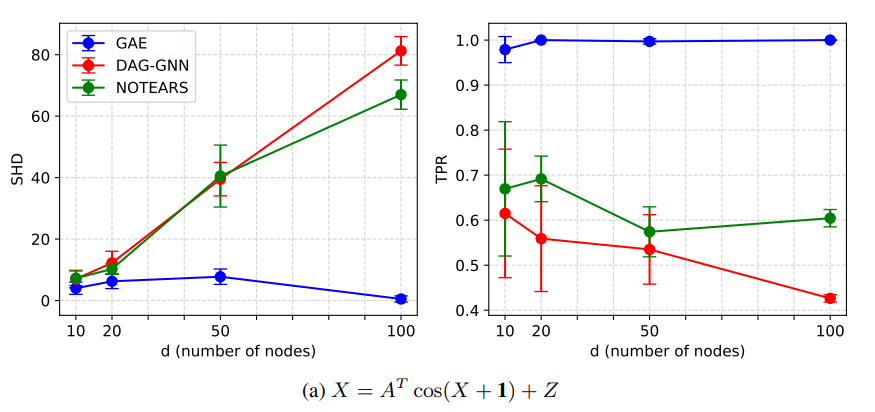 GAE
DAG-GNN
NOTEARS
SHD
80
60
40
20
0
10 20 50 100
d (number of nodes)
TPR
1.0
0.9
0.8
0.7
0.6
0.5
0.4
10 20 50 100
d (number of nodes)
(a) X = A^T cos(X + 1) + Z